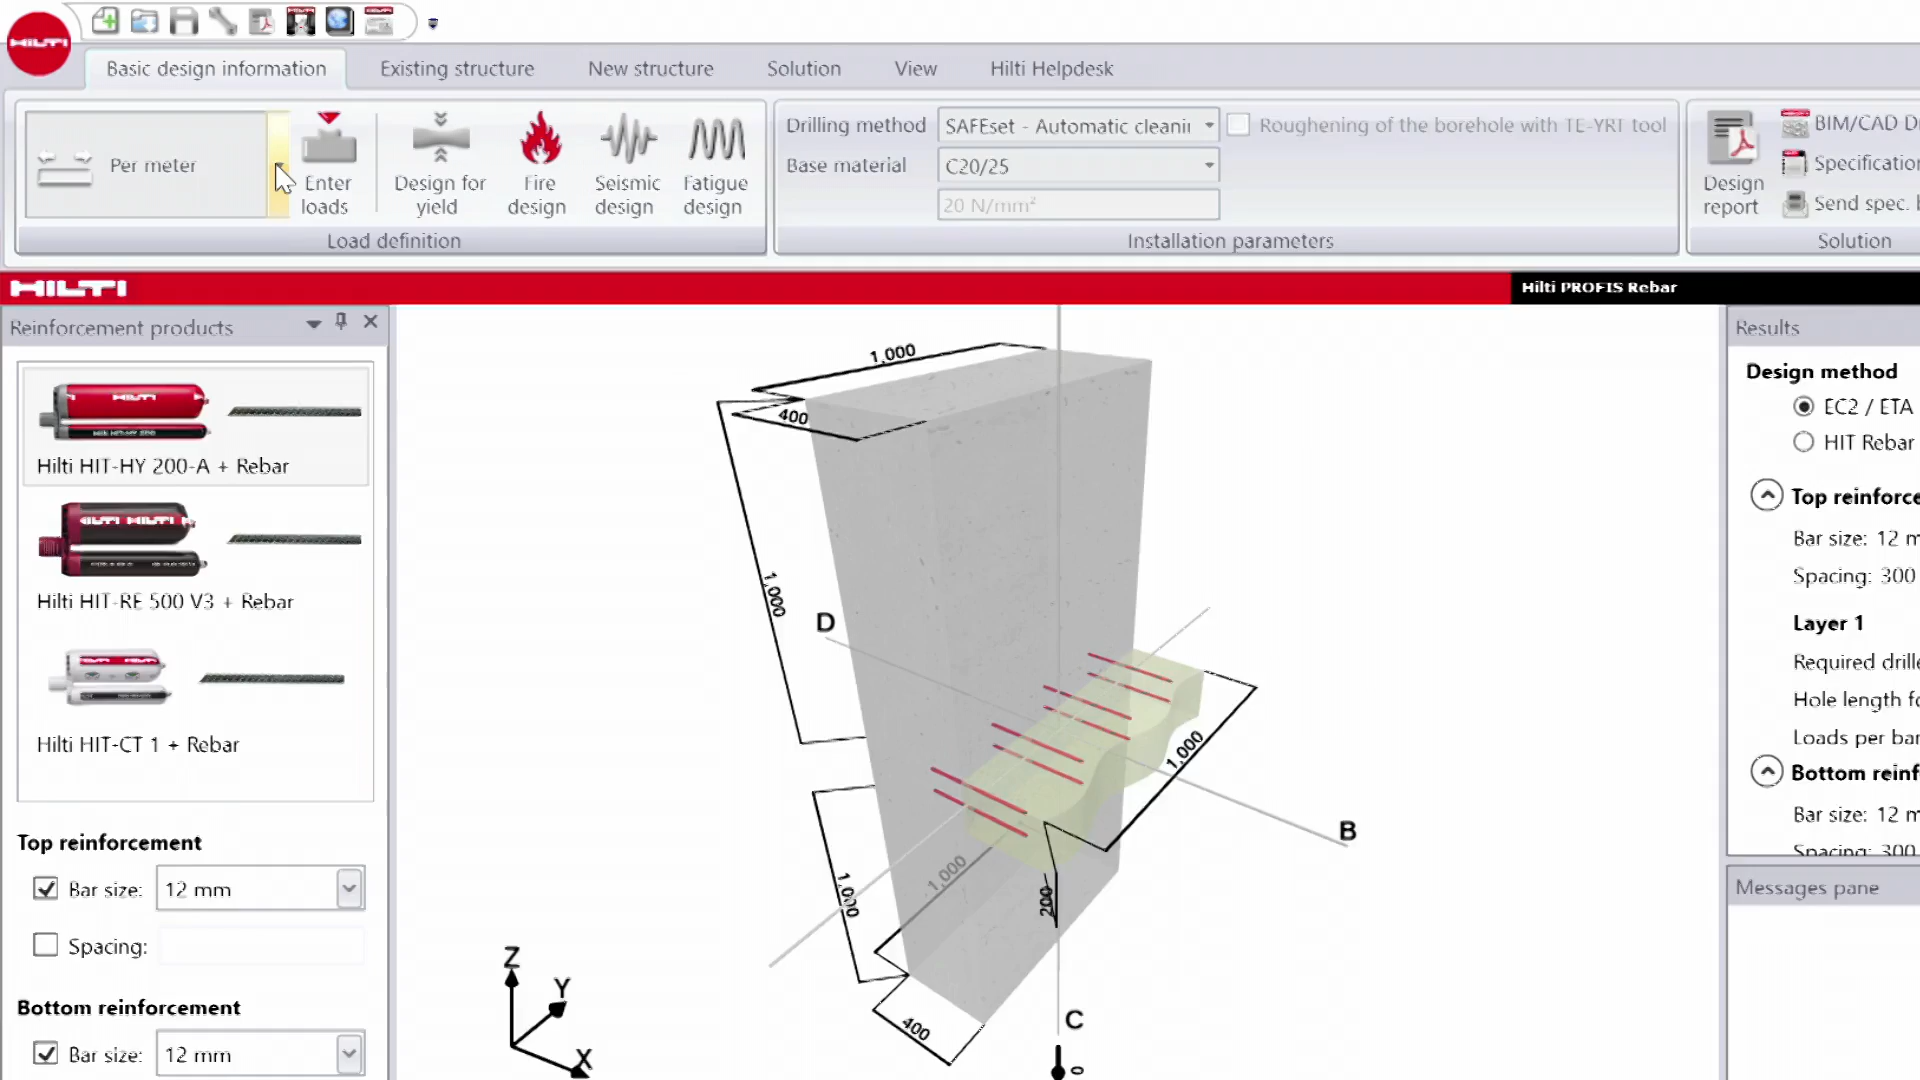 HILTI
Basic design information
Existing structure
New structure
Solution
View
Hilti Helpdesk
Per meter
Enter
loads
Design for
yield
Fire
design
Seismic
design
Fatigue
design
Load definition
Drilling method
SAFEset - Automatic cleanii
Roughening of the borehole with TE-YRT tool
Base material
C20/25
20 N/mm²
Installation parameters
Design
report
BIM/CAD D
Specification
Send spec. b
Solution
HILTI
Hilti PROFIS Rebar
Reinforcement products
Hilti HIT-HY 200-A + Rebar
Hilti HIT-RE 500 V3 + Rebar
Hilti HIT-CT 1 + Rebar
Top reinforcement
Bar size:
12 mm
Spacing:
Bottom reinforcement
Bar size:
12 mm
1,000
400
1,000
D
1,000
B
1,000
1,000
200
400
C
0
Z
Y
X
Results
Design method
EC2 / ETA
HIT Rebar
Top reinforce
Bar size: 12 m
Spacing: 300
Layer 1
Required drille
Hole length fo
Loads per bar
Bottom reinf
Bar size: 12 m
Spacing: 300
Messages pane